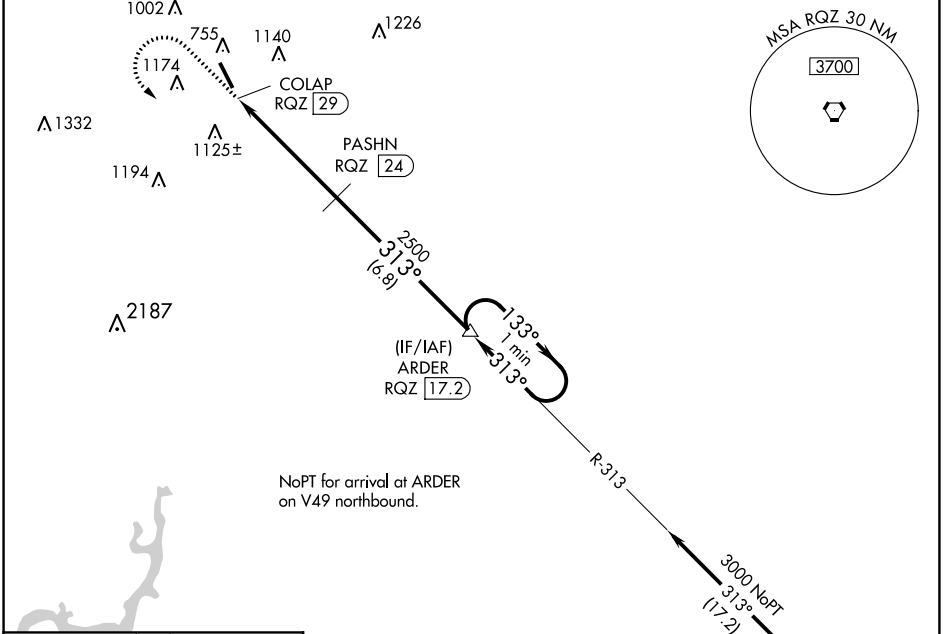 1002
755
1140
1226
1174
COLAP
RQZ 29
1332
1125±
PASHN
RQZ 24
1194
MSA RQZ 30 NM
3700
2500
313°
(6.8)
2187
133°
1 min
313°
(IF/IAF)
ARDER
RQZ 17.2
R-313
NoPT for arrival at ARDER
on V49 northbound.
3000 NoPT
313°
(17.2)